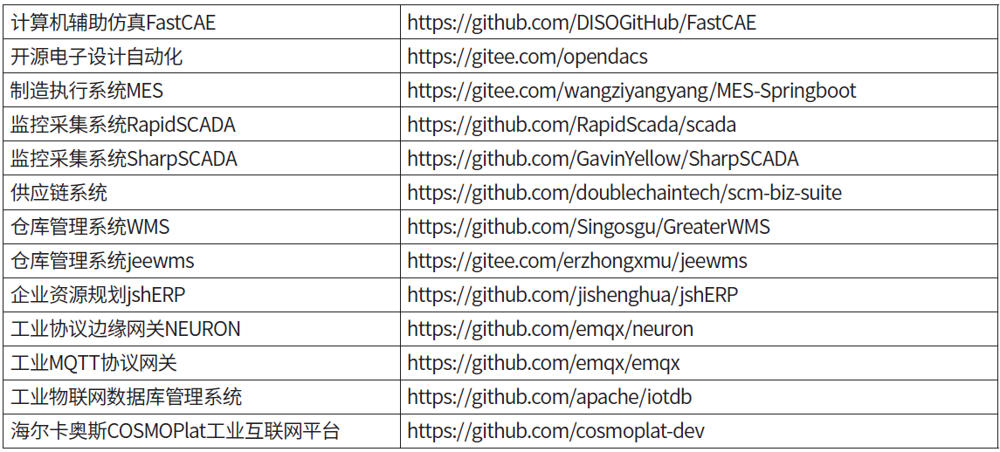 计算机辅助仿真FastCAE https://github.com/DISOGitHub/FastCAE
开源电子设计自动化 https://gitee.com/opendacs
制造执行系统MES https://gitee.com/wangziyangyang/MES-Springboot
监控采集系统RapidSCADA https://github.com/RapidScada/scada
监控采集系统SharpSCADA https://github.com/GavinYellow/SharpSCADA
供应链系统 https://github.com/doublechaintech/scm-biz-suite
仓库管理系统WMS https://github.com/Singosgu/GreaterWMS
仓库管理系统jeewms https://gitee.com/erzhongxmu/jeewms
企业资源规划jshERP https://github.com/jishenghua/jshERP
工业协议边缘网关NEURON https://github.com/emqx/neuron
工业MQTT协议网关 https://github.com/emqx/emqx
工业物联网数据库管理系统 https://github.com/apache/iotdb
海尔卡奥斯COSMOPlat工业互联网平台 https://github.com/cosmoplat-dev